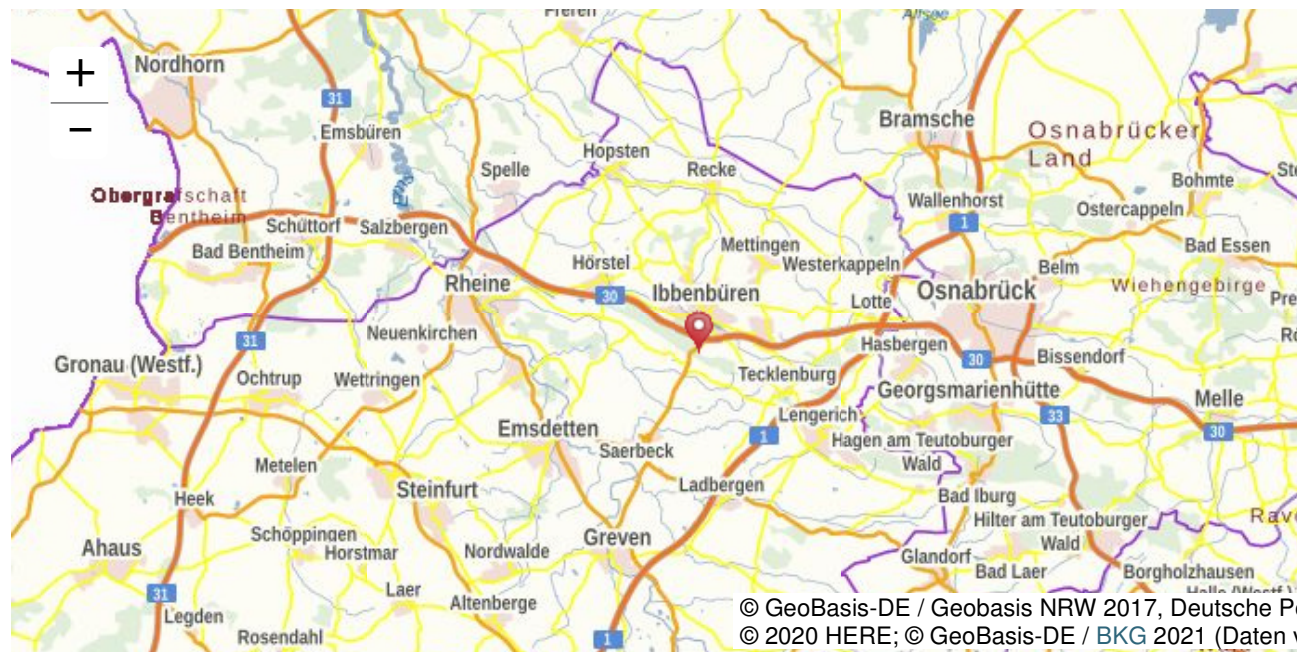 Freren
Alfsee
Nordhorn
+
−
31
Emsbüren
Bramsche
Osnabrücker
Land
Hopsten
Spelle
Recke
Bohmte
Ems
Obergrafschaft
Bentheim
Wallenhorst
Ostercappeln
1
Schüttorf
Salzbergen
Bad Bentheim
Mettingen
Bad Essen
Hörstel
Westerkappeln
Belm
Rheine
30
Ibbenbüren
Lotte
Osnabrück
Wiehengebirge
Neuenkirchen
31
Hasbergen
30
Bissendorf
Gronau (Westf.)
Ochtrup
Wettringen
Tecklenburg
Georgsmarienhütte
Melle
Lengerich
33
Emsdetten
1
30
Hagen am Teutoburger
Wald
Saerbeck
Metelen
Steinfurt
Ladbergen
Heek
Bad Iburg
Hilter am Teutoburger
Wald
Schöppingen
Greven
Ahaus
Horstmar
Nordwalde
Glandorf
Bad Laer
Borgholzhausen
31
Laer
Altenberge
Legden
Rosendahl
1
© GeoBasis-DE / Geobasis NRW 2017, Deutsche
© 2020 HERE; © GeoBasis-DE / BKG 2021 (Daten